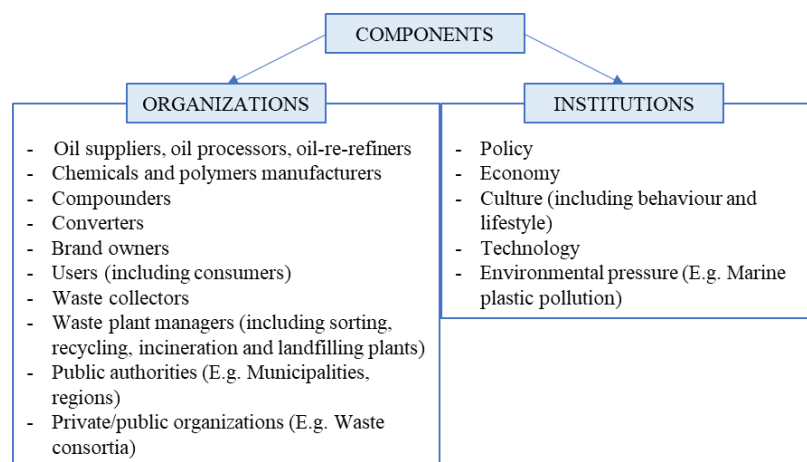 COMPONENTS
ORGANIZATIONS
- Oil suppliers, oil processors, oil-re-refiners
- Chemicals and polymers manufacturers
- Compounders
- Converters
- Brand owners
- Users (including consumers)
- Waste collectors
- Waste plant managers (including sorting,
recycling, incineration and landfilling plants)
- Public authorities (E.g. Municipalities,
regions)
- Private/public organizations (E.g. Waste
consortia)
INSTITUTIONS
- Policy
- Economy
- Culture (including behaviour and
lifestyle)
- Technology
- Environmental pressure (E.g. Marine
plastic pollution)